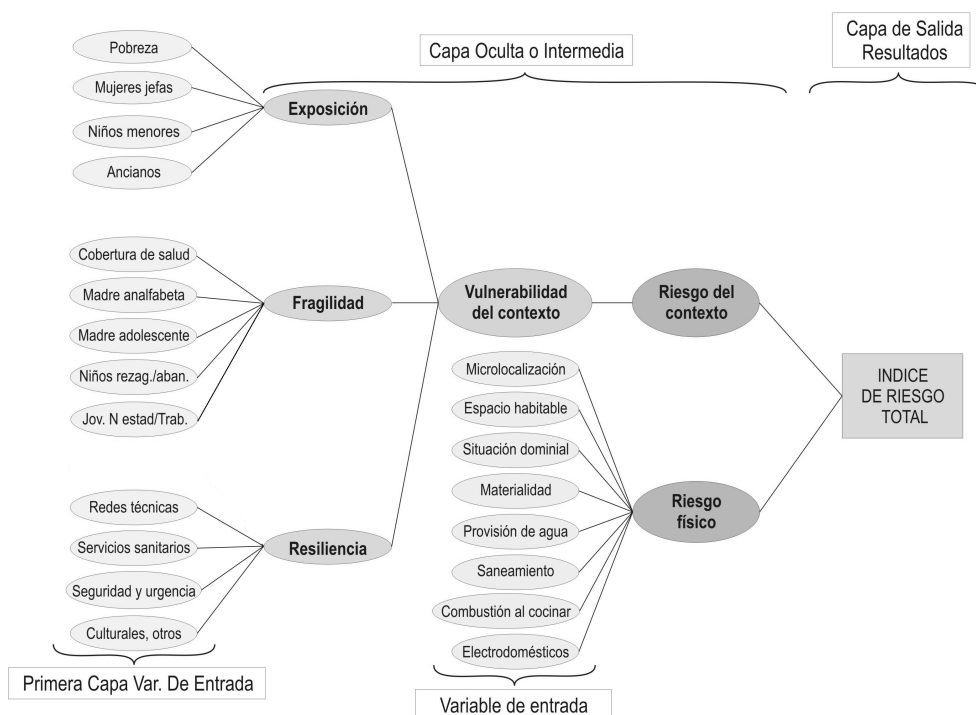 Capa Oculta o Intermedia
Capa de Salida
Resultados
Pobreza
Mujeres jefas
Niños menores
Ancianos
Exposición
Cobertura de salud
Madre analfabeta
Madre adolescente
Niños rezag./aban.
Jov. N estad/Trab.
Fragilidad
Redes técnicas
Servicios sanitarios
Seguridad y urgencia
Culturales, otros
Resiliencia
Primera Capa Var. De Entrada
Vulnerabilidad
del contexto
Microlocalización
Espacio habitable
Situación dominial
Materialidad
Provisión de agua
Saneamiento
Combustión al cocinar
Electrodomésticos
Variable de entrada
Riesgo del
contexto
Riesgo
físico
INDICE
DE RIESGO
TOTAL